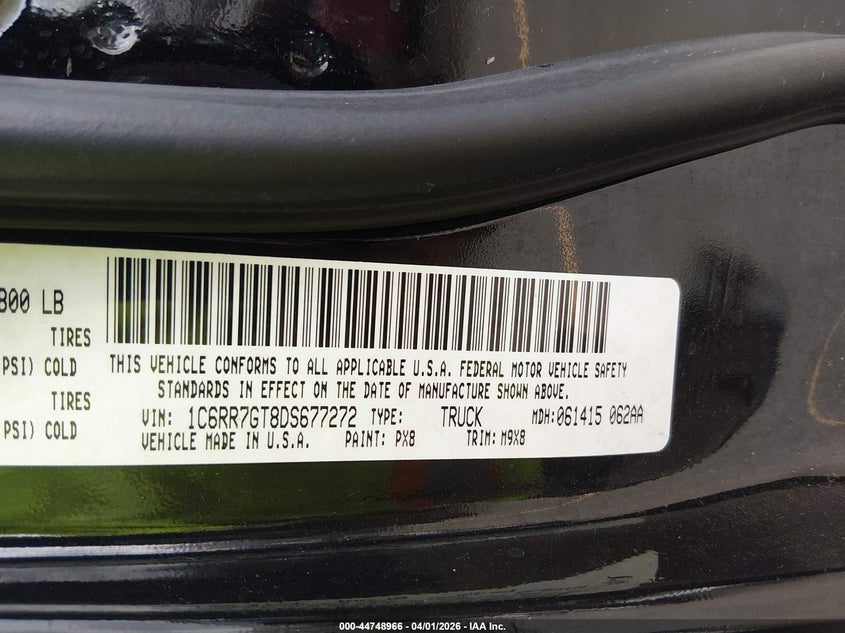 800 LB
TIRES
PSI) COLD
TIRES
PSI) COLD
THIS VEHICLE CONFORMS TO ALL APPLICABLE U.S.A. FEDERAL MOTOR VEHICLE SAFETY
STANDARDS IN EFFECT ON THE DATE OF MANUFACTURE SHOWN ABOVE.
VIN: 1C6RR7GT8DS677272 TYPE: TRUCK MDH:061415 062AA
VEHICLE MADE IN U.S.A. PAINT: PX8 TRIM: M9X8
000-44748966 - 04/01/2026 - IAA Inc.